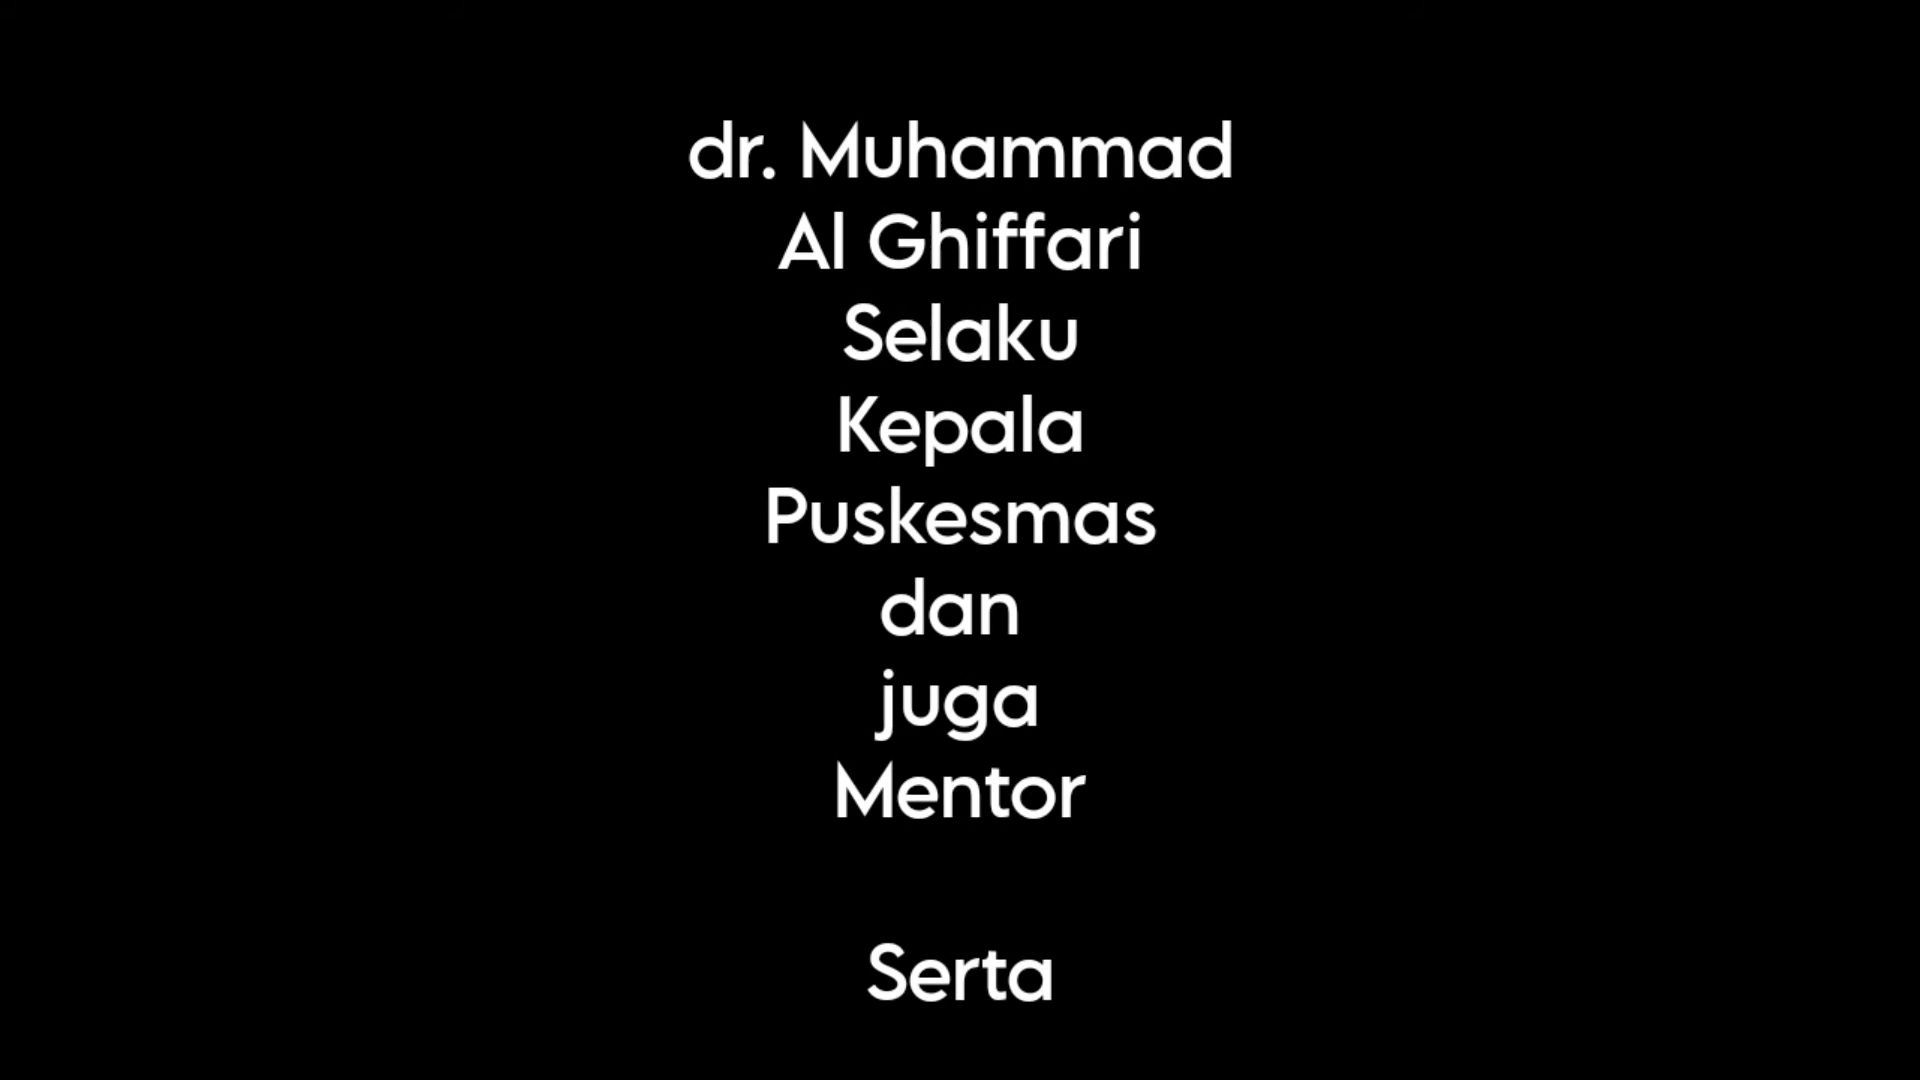 dr. Muhammad
Al Ghiffari
Selaku
Kepala
Puskesmas
dan
juga
Mentor
Serta